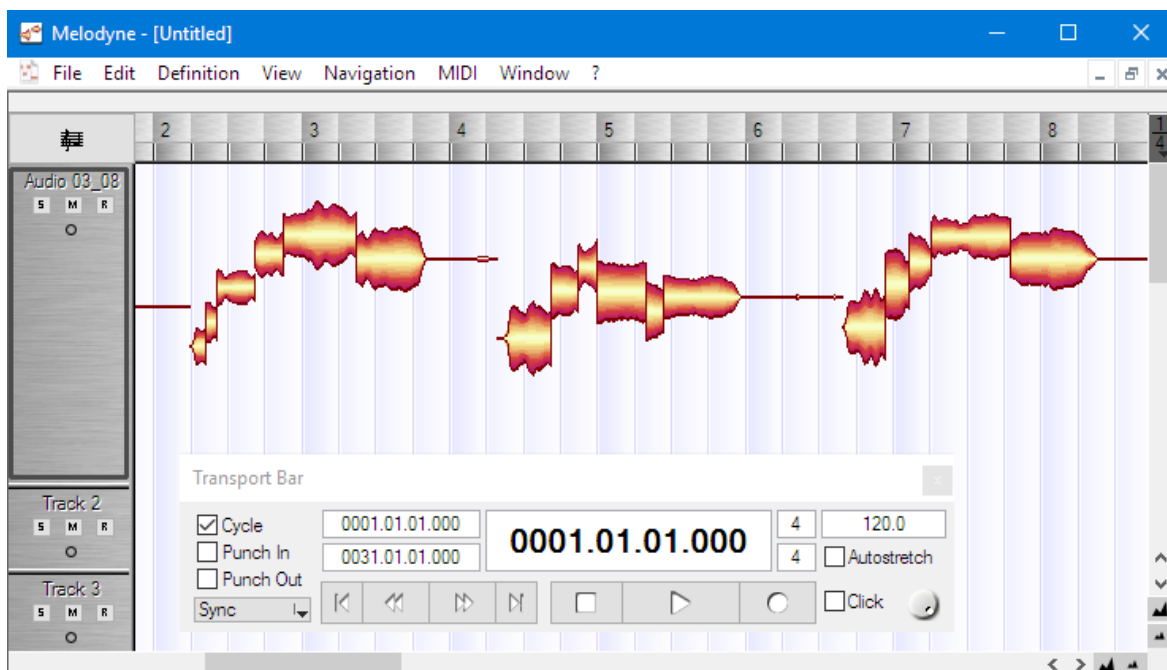 Melodyne - [Untitled]
File Edit Definition View Navigation MIDI Window ?
2 3 4 5 6 7 8
1
4
Audio 03_08
S M R
Transport Bar
x
Track 2
S M R
Cycle 0001.01.01.000 0001.01.01.000 4 120.0
Punch In 0031.01.01.000 4 Autostretch
Punch Out
Track 3
S M R
Sync Click